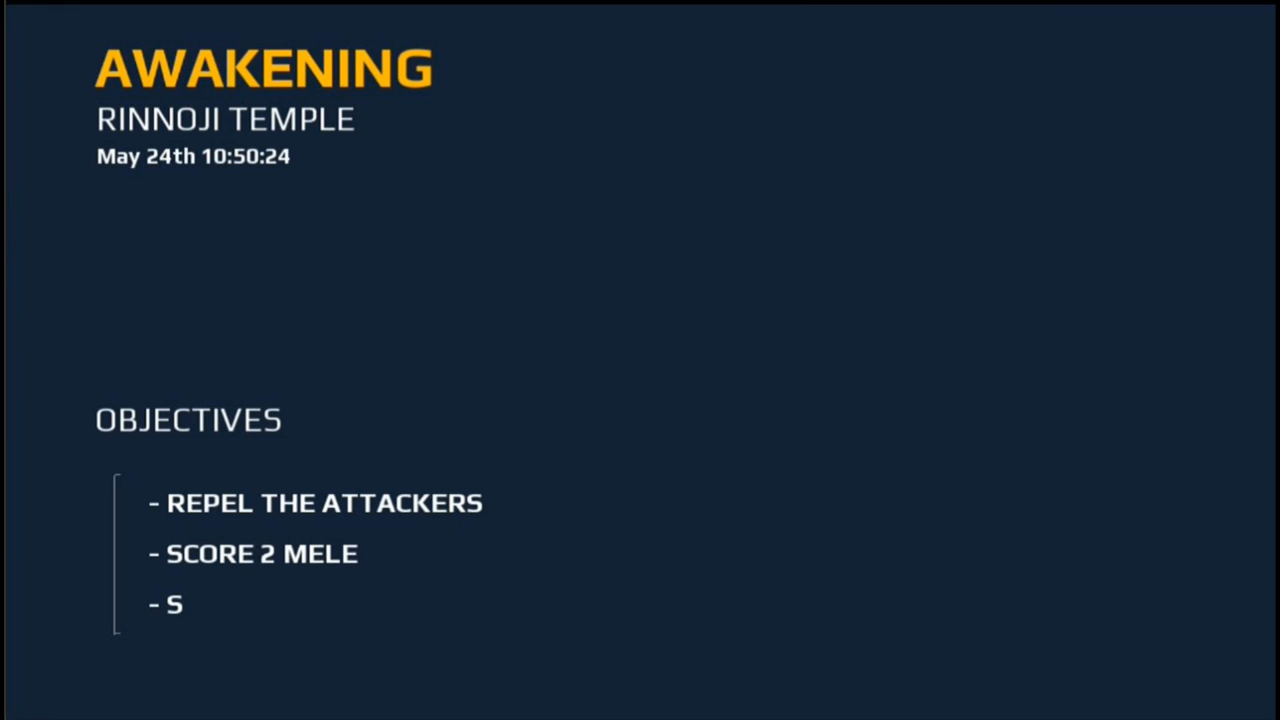 AWAKENING
RINNOJI TEMPLE
May 24th 10:50:24
OBJECTIVES
- REPEL THE ATTACKERS
- SCORE 2 MELE
- S